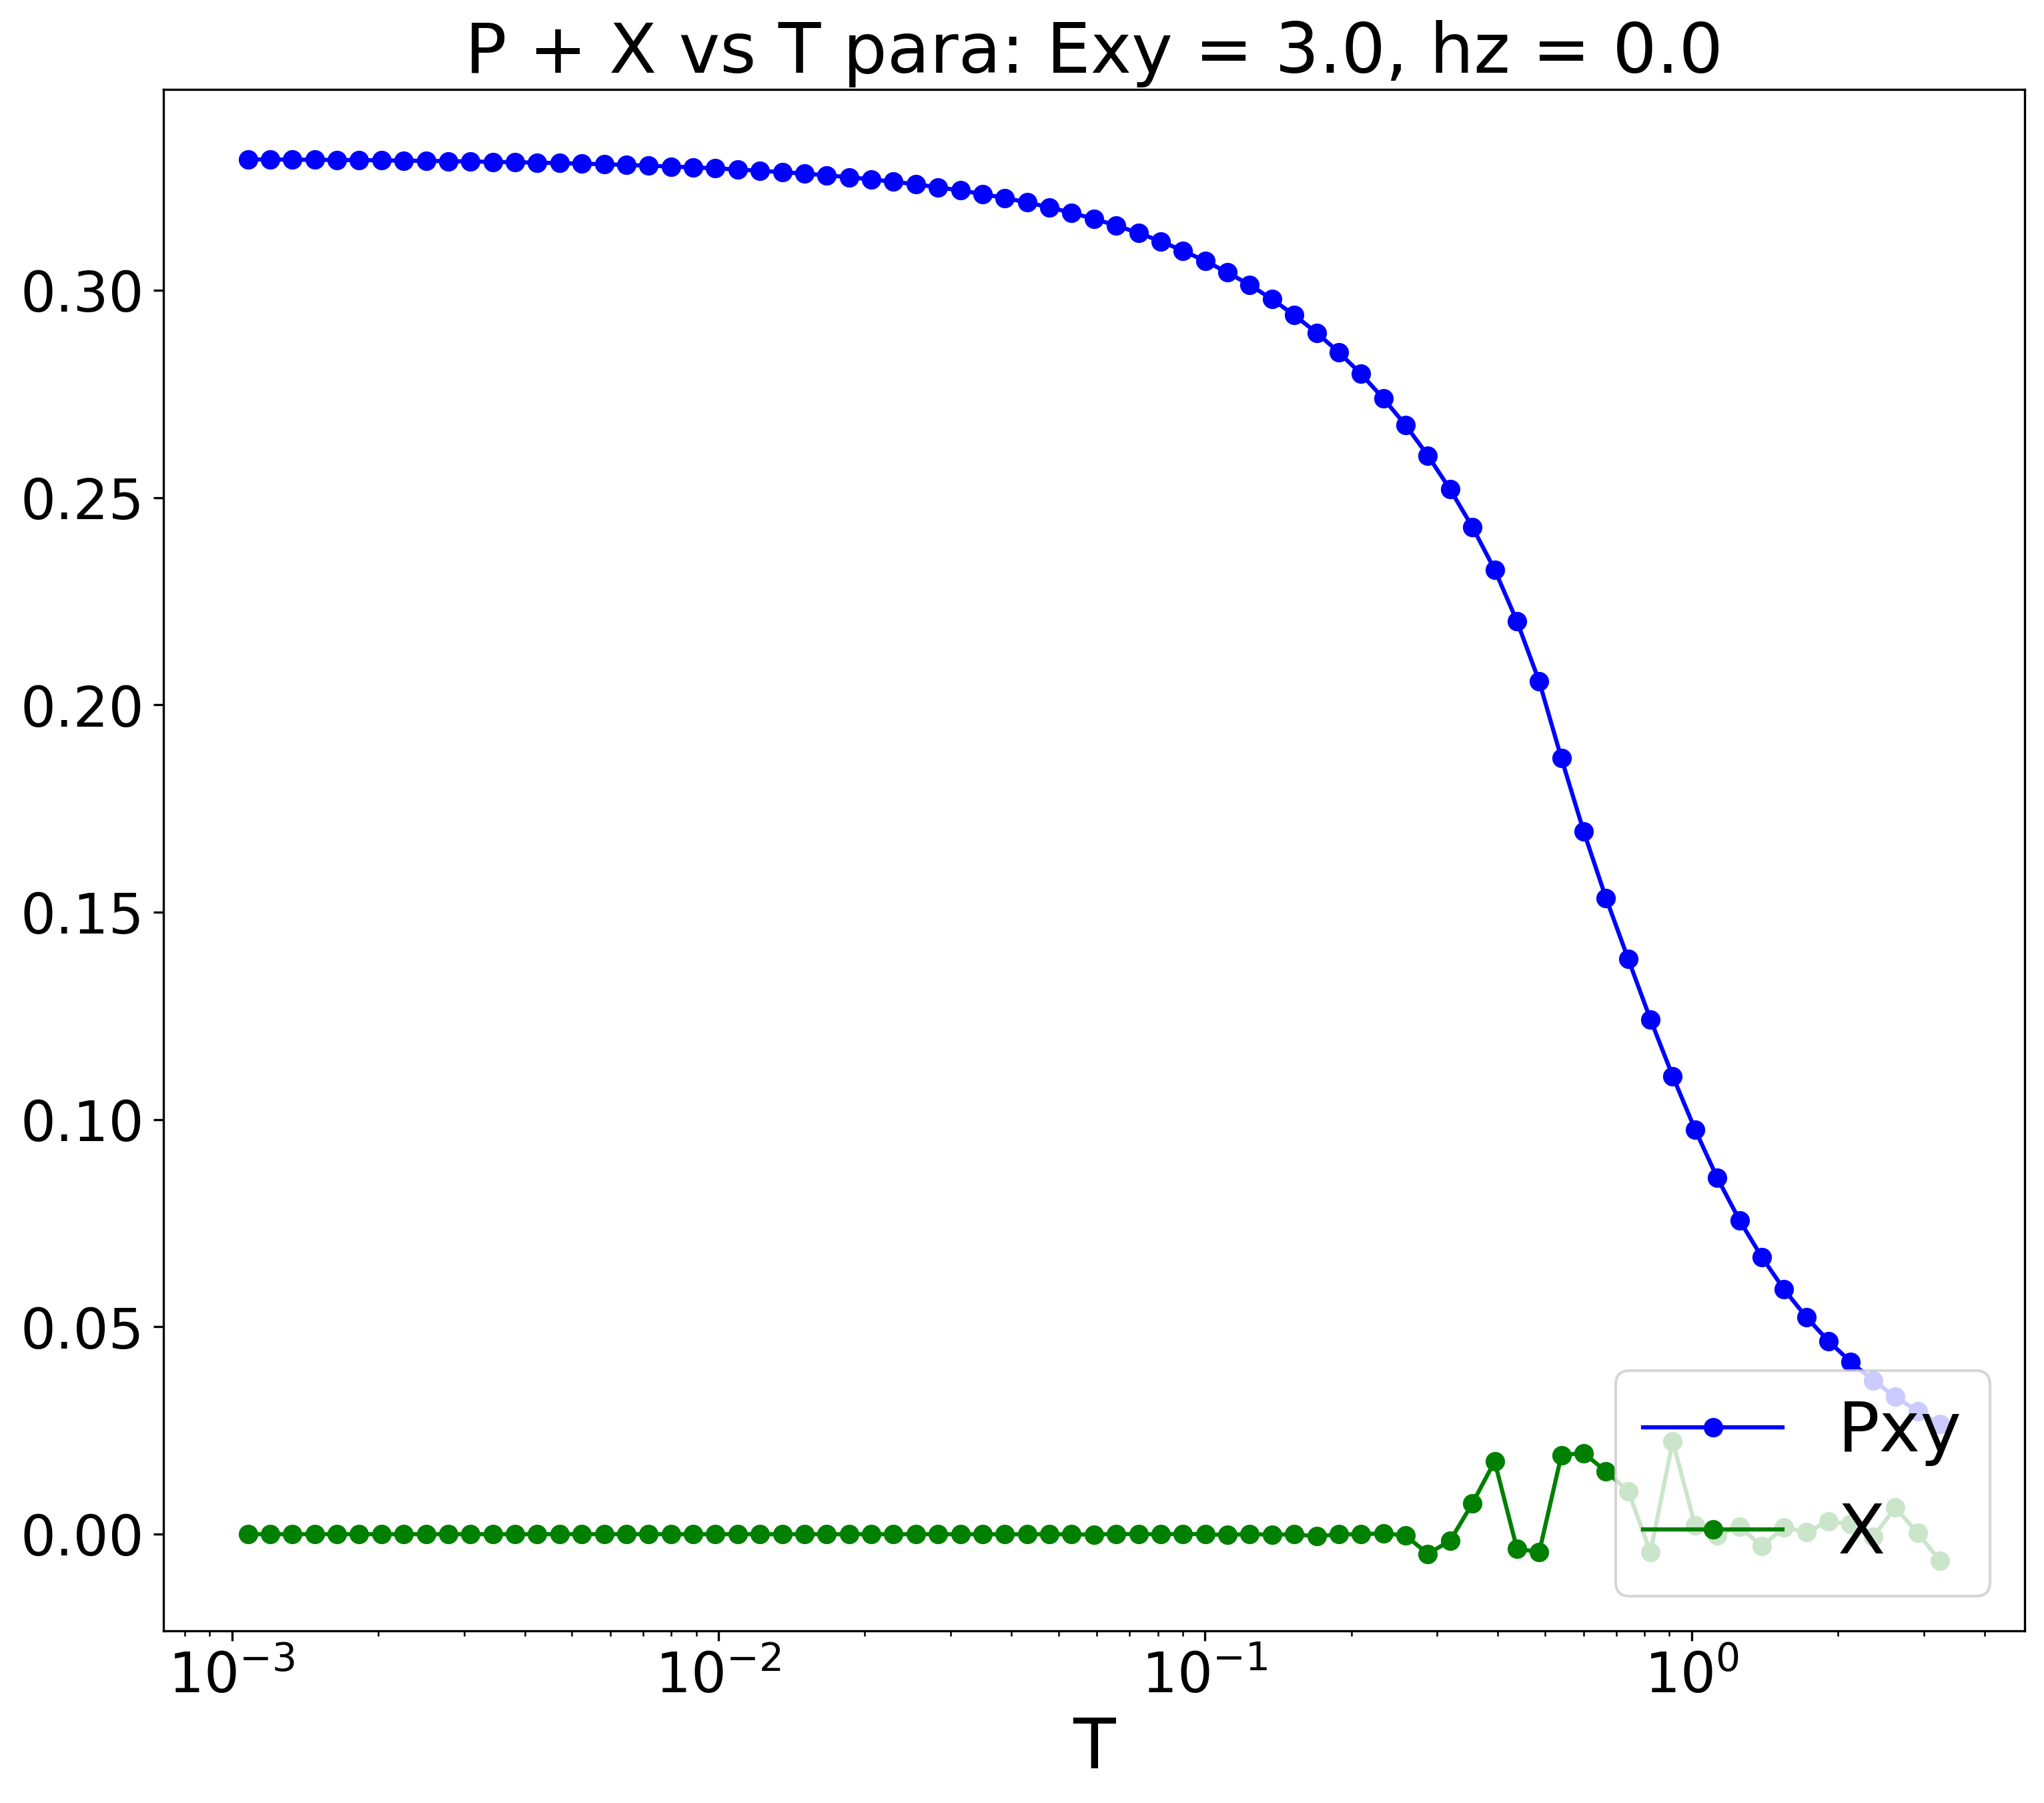 P + X vs T para: Exy = 3.0, hz = 0.0
0.30
0.25
0.20
0.15
0.10
0.05
0.00
Pxy
X
10⁻³ 10⁻² 10⁻¹ 10⁰
T